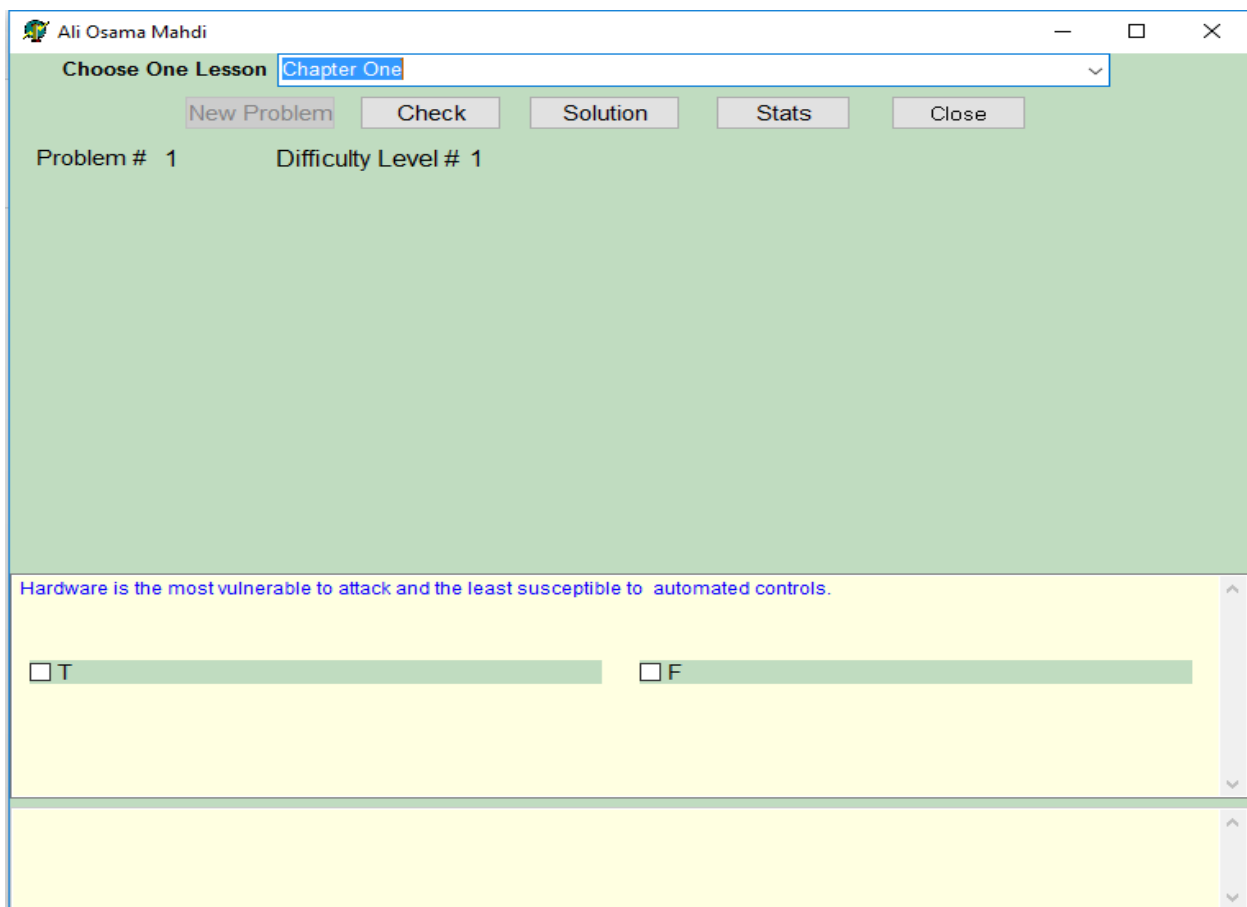 Ali Osama Mahdi
Choose One Lesson Chapter One
New Problem Check Solution Stats Close
Problem # 1 Difficulty Level # 1
Hardware is the most vulnerable to attack and the least susceptible to  automated controls.
T F